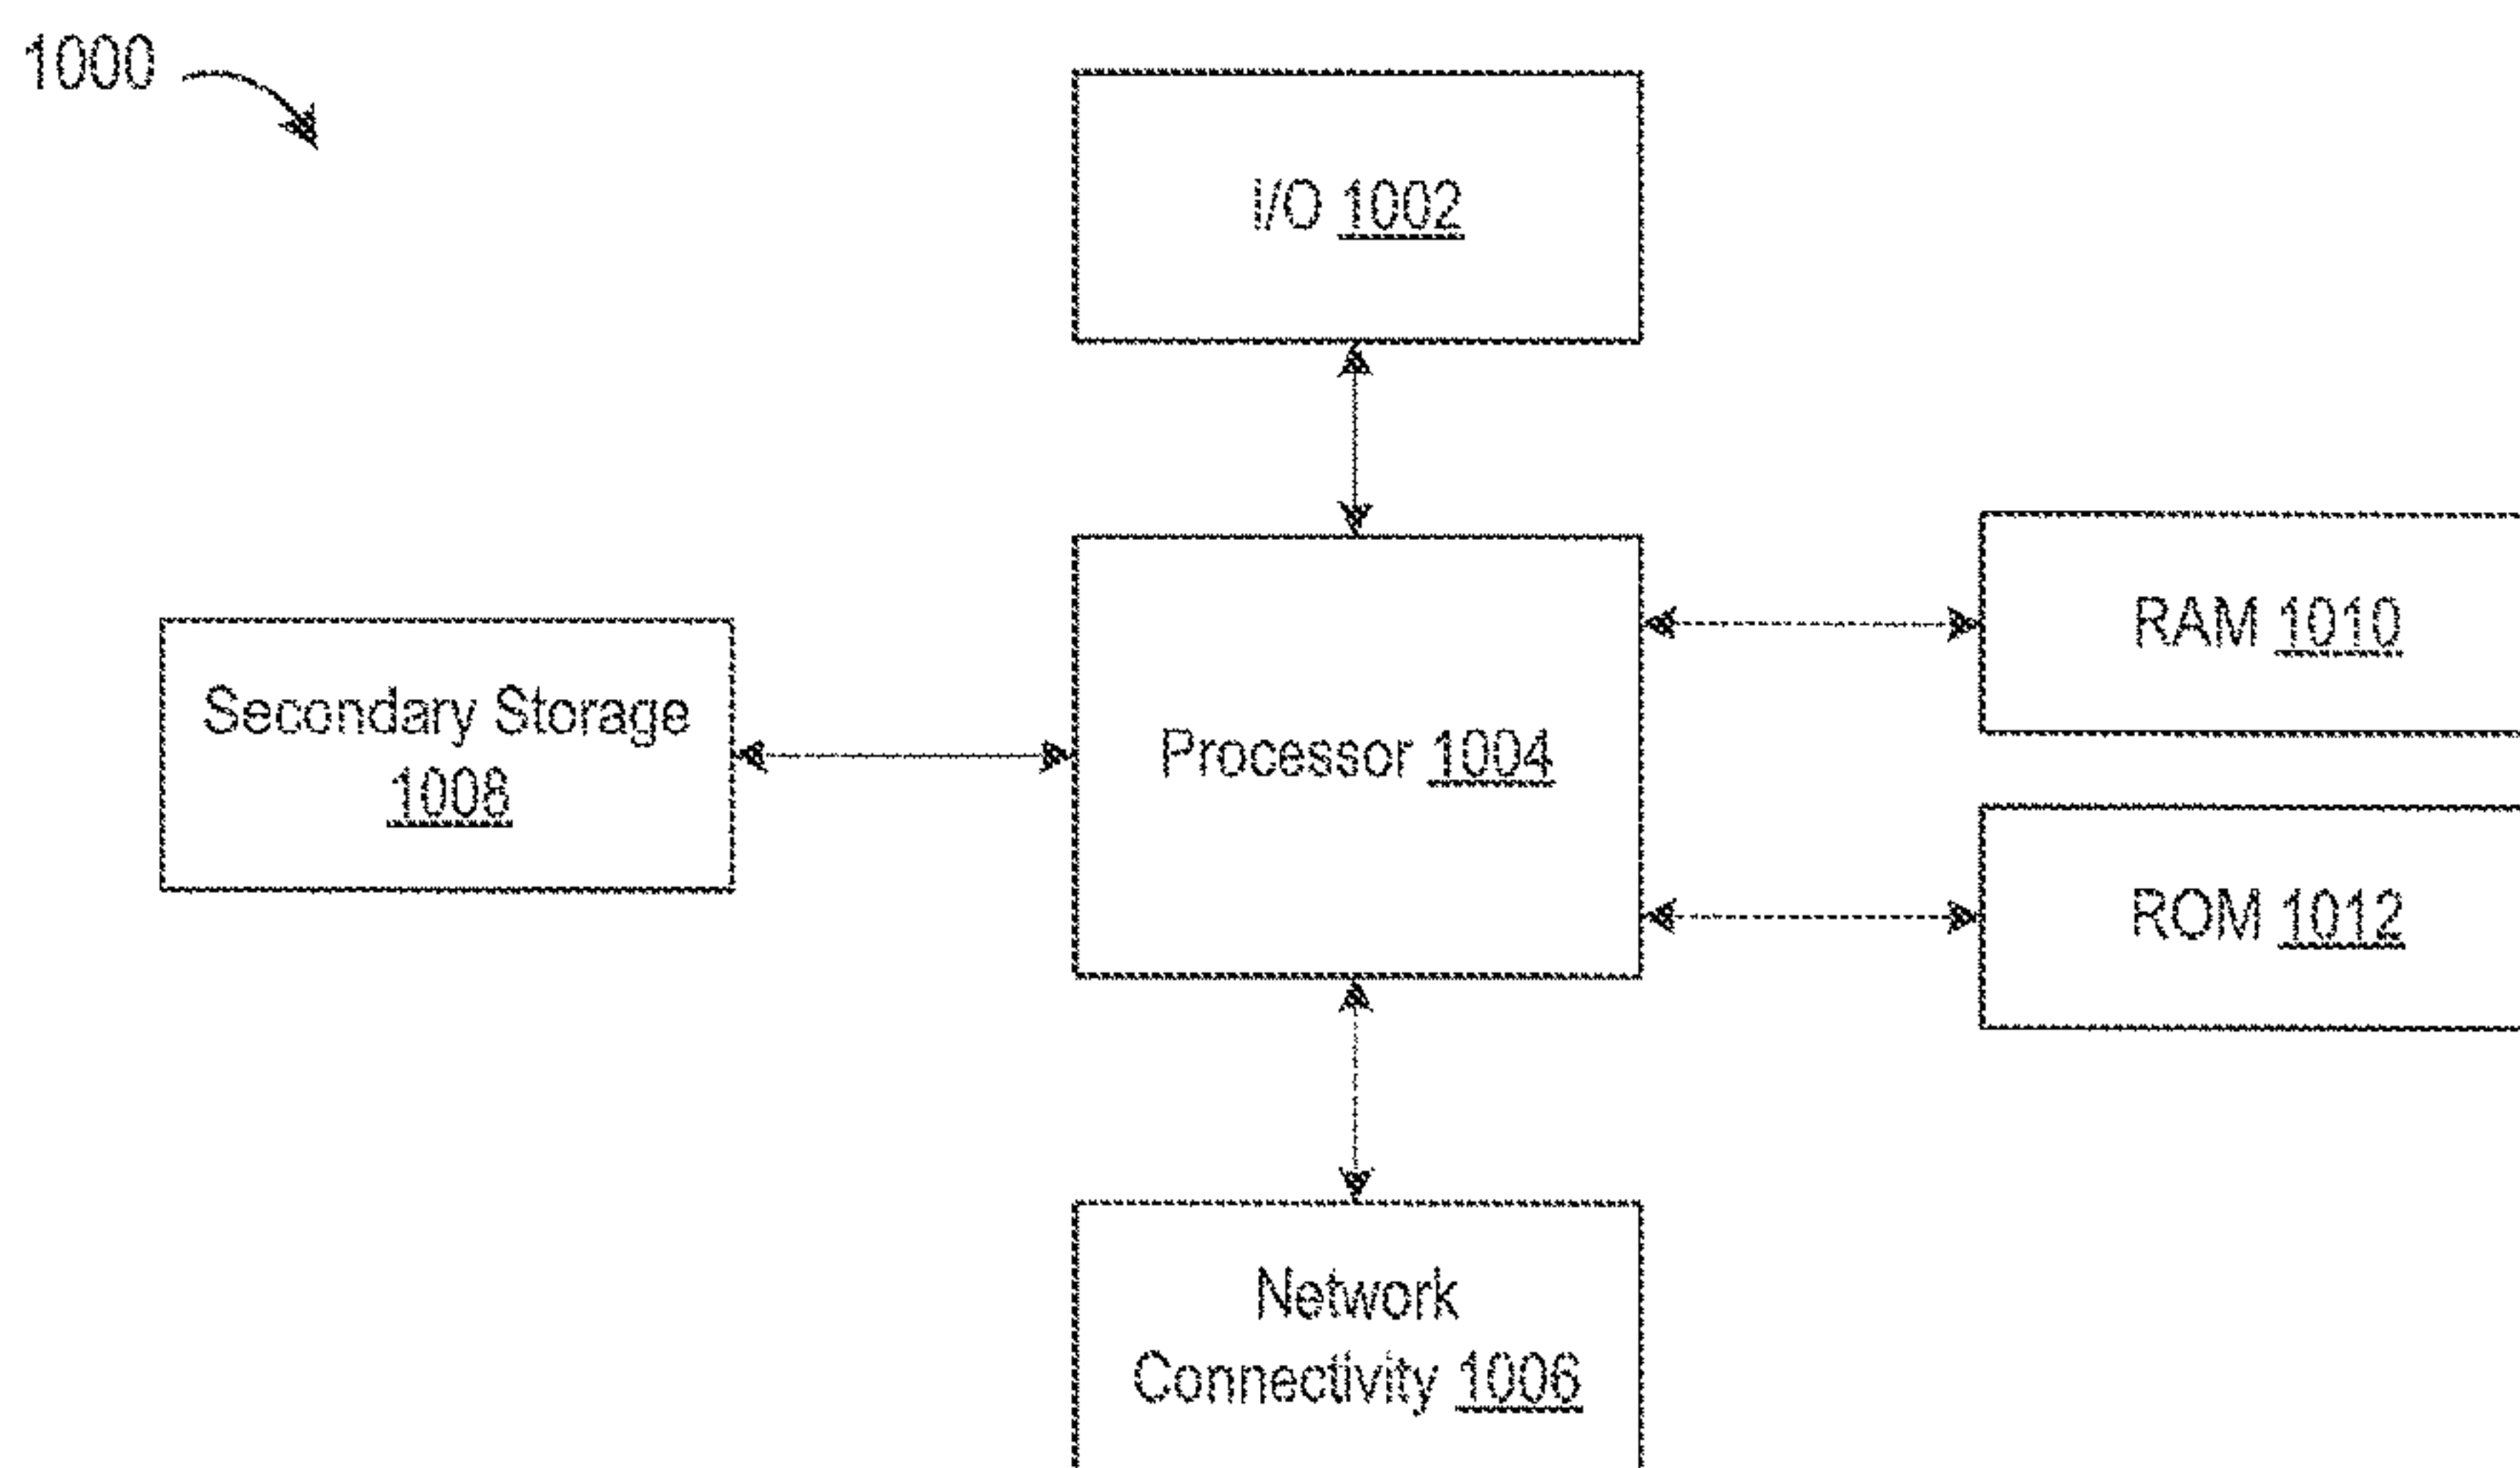 1000
I/O 1002
RAM 1010
Secondary Storage
1008
Processor 1004
ROM 1012
Network
Connectivity 1006